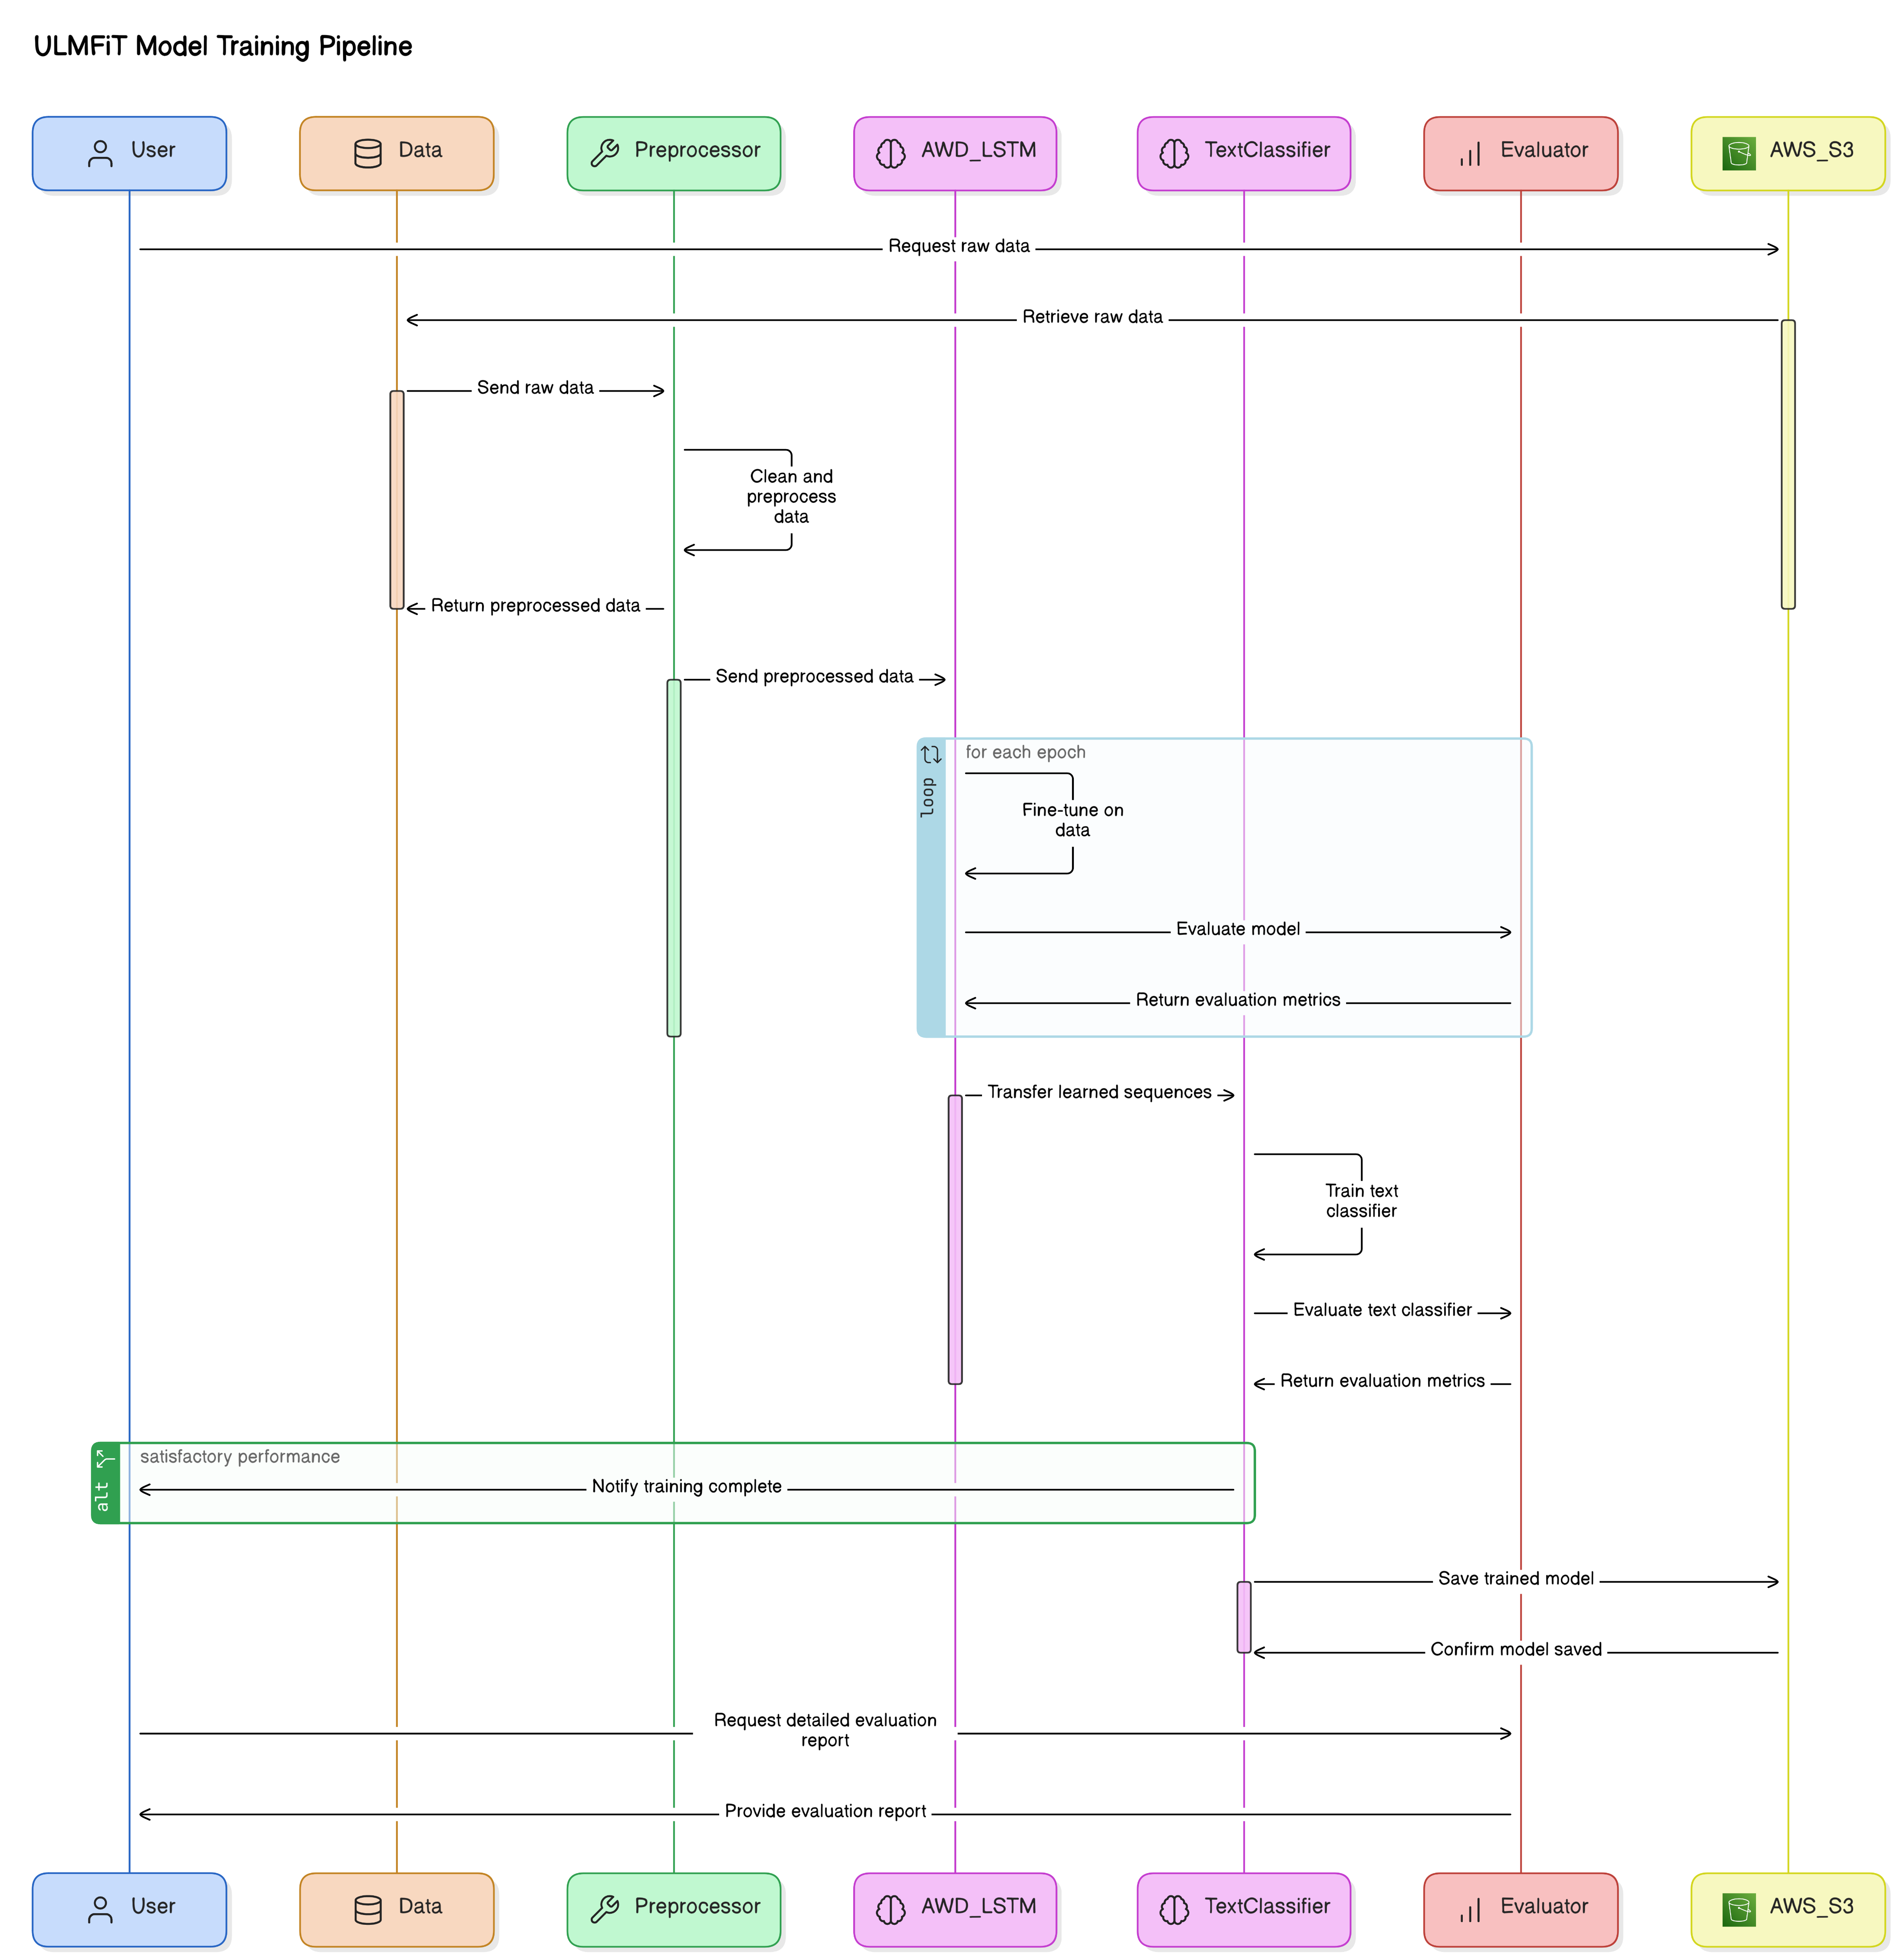 ULMFiT Model Training Pipeline
User
Data
Preprocessor
AWD_LSTM
TextClassifier
Evaluator
AWS_S3
Request raw data
Retrieve raw data
Send raw data
Clean and
preprocess
data
Return preprocessed data
Send preprocessed data
loop
for each epoch
Fine-tune on
data
Evaluate model
Return evaluation metrics
Transfer learned sequences
Train text
classifier
Evaluate text classifier
Return evaluation metrics
alt
satisfactory performance
Notify training complete
Save trained model
Confirm model saved
Request detailed evaluation
report
Provide evaluation report
User
Data
Preprocessor
AWD_LSTM
TextClassifier
Evaluator
AWS_S3